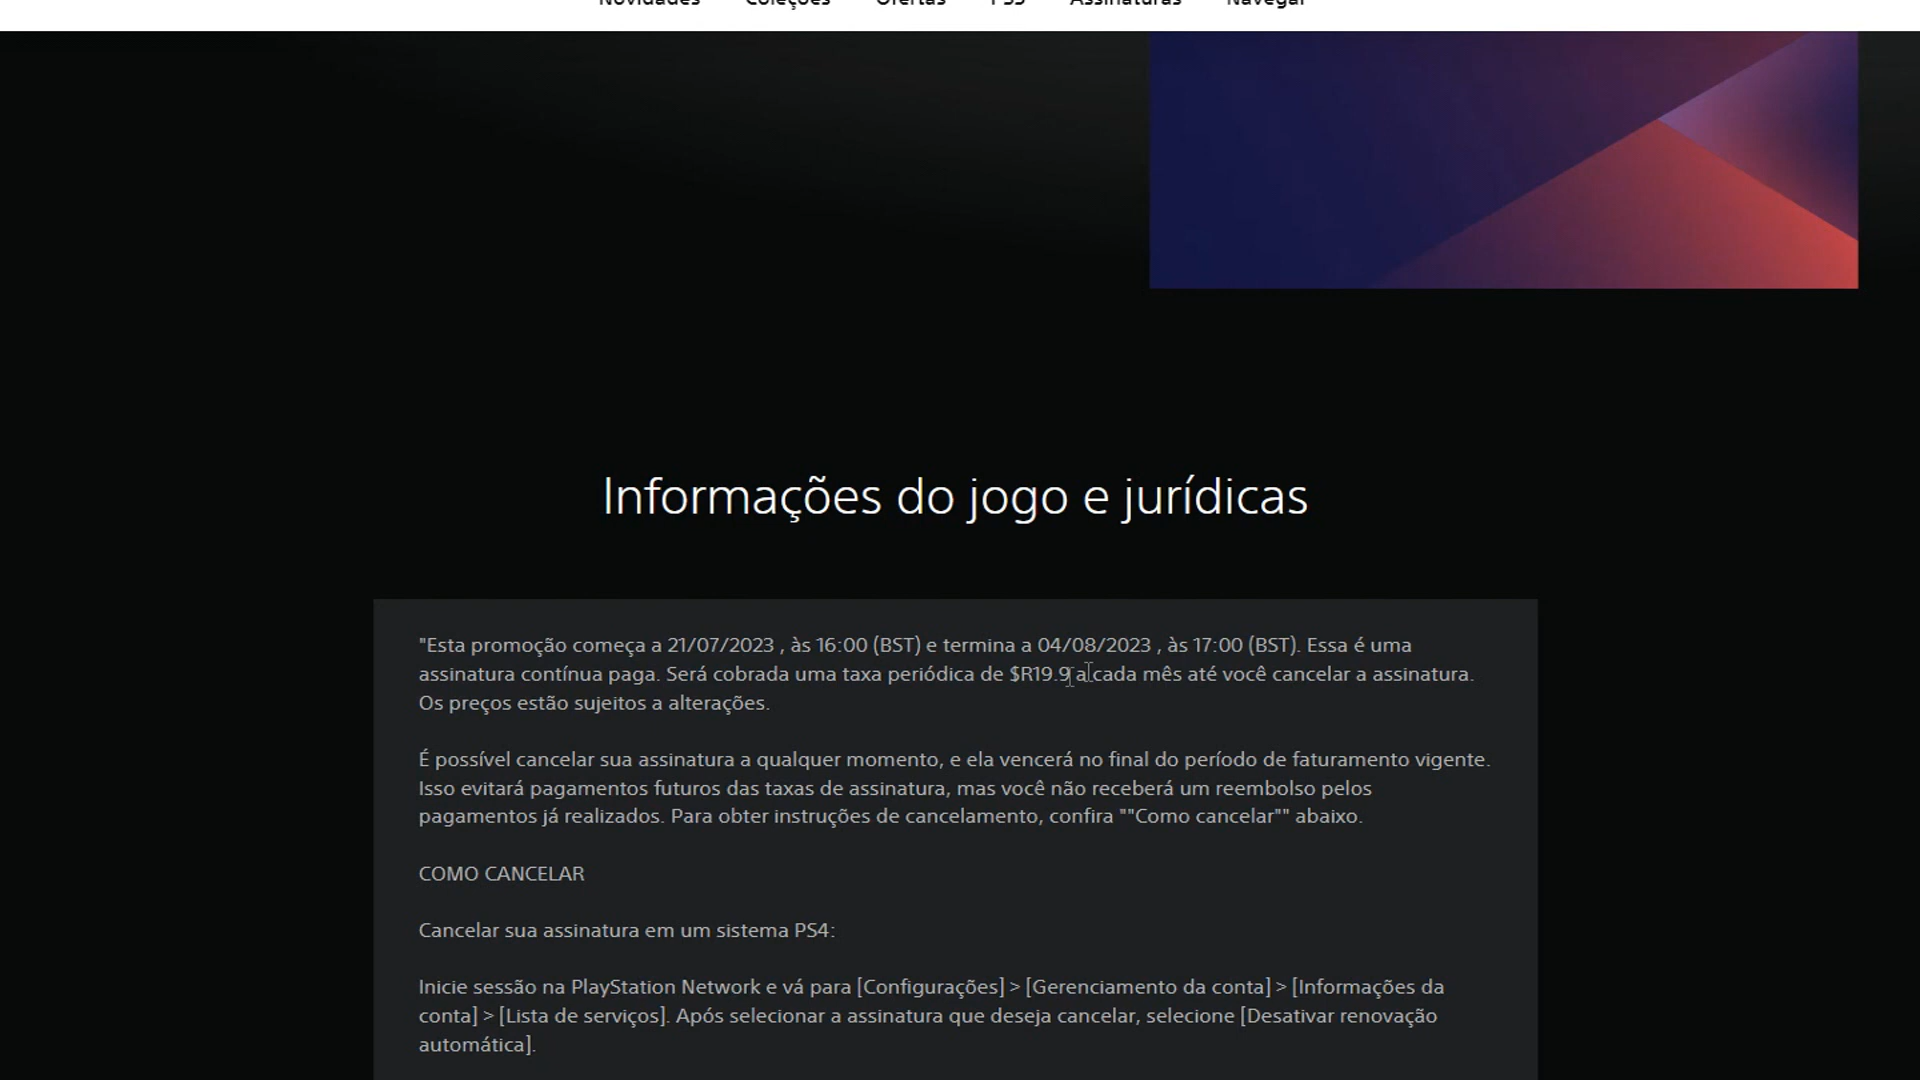 Novidades Coleções Ofertas PS5 Assinaturas Navegar
Informações do jogo e jurídicas
"Esta promoção começa a 21/07/2023 , às 16:00 (BST) e termina a 04/08/2023 , às 17:00 (BST). Essa é uma
assinatura contínua paga. Será cobrada uma taxa periódica de $R19.9 a cada mês até você cancelar a assinatura.
Os preços estão sujeitos a alterações.
É possível cancelar sua assinatura a qualquer momento, e ela vencerá no final do período de faturamento vigente.
Isso evitará pagamentos futuros das taxas de assinatura, mas você não receberá um reembolso pelos
pagamentos já realizados. Para obter instruções de cancelamento, confira ""Como cancelar"" abaixo.
COMO CANCELAR
Cancelar sua assinatura em um sistema PS4:
Inicie sessão na PlayStation Network e vá para [Configurações] > [Gerenciamento da conta] > [Informações da
conta] > [Lista de serviços]. Após selecionar a assinatura que deseja cancelar, selecione [Desativar renovação
automática].